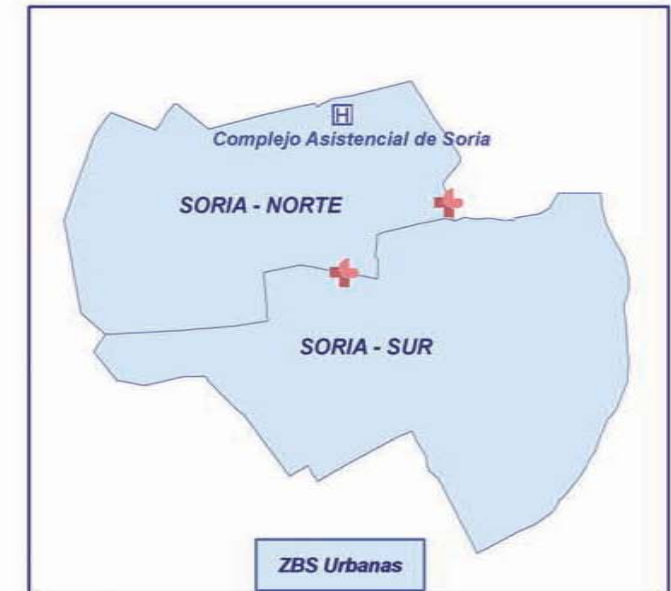 H
Complejo Asistencial de Soria
SORIA - NORTE
SORIA - SUR
ZBS Urbanas